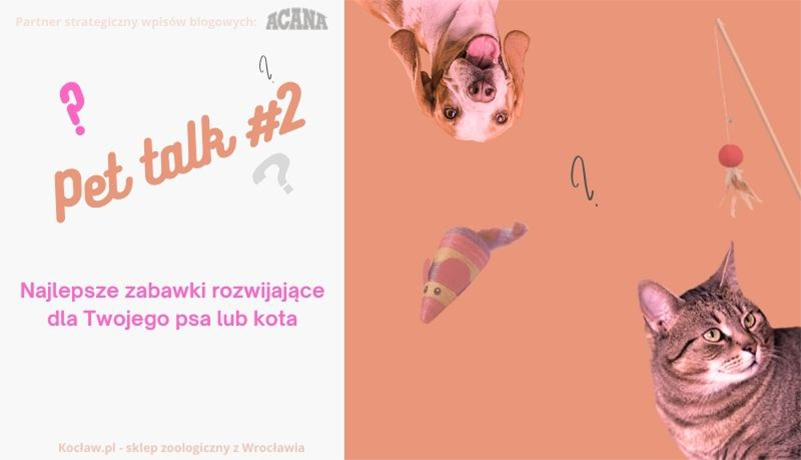 Partner strategiczny wpisów blogowych: ACANA
?
?
pet talk #2
?
?
Najlepsze zabawki rozwijające
dla Twojego psa lub kota
Kocław.pl - sklep zoologiczny z Wrocławia